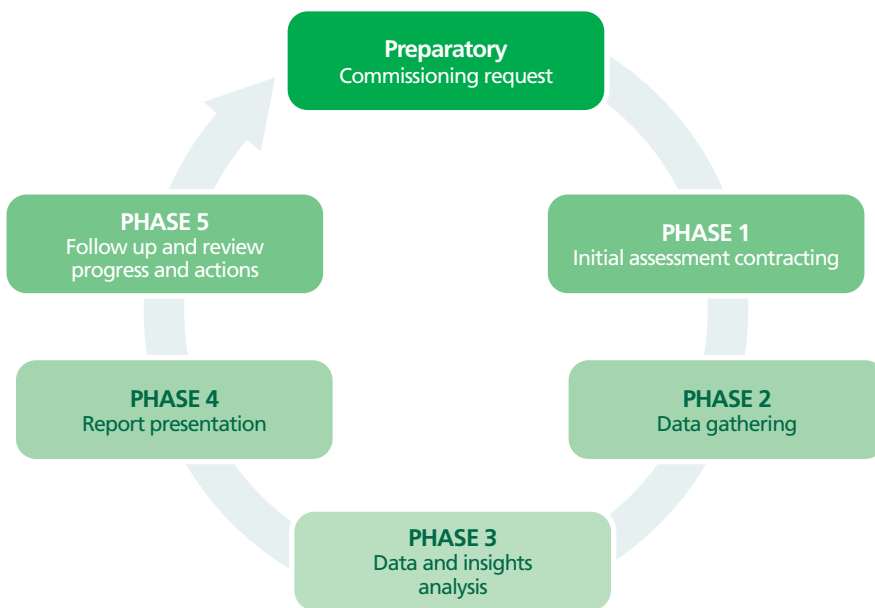 Preparatory
Commissioning request
PHASE 1
Initial assessment contracting
PHASE 2
Data gathering
PHASE 3
Data and insights
analysis
PHASE 4
Report presentation
PHASE 5
Follow up and review
progress and actions